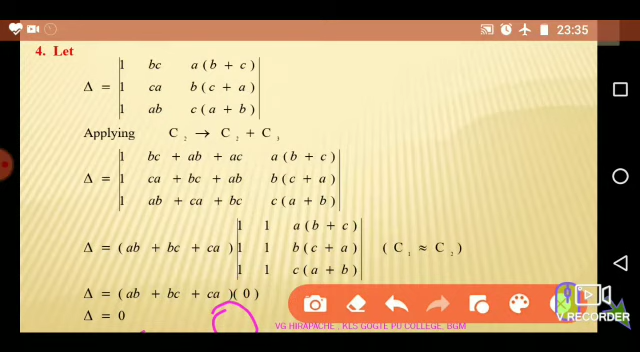 23:35
4. Let
Δ = |1 bc a(b + c)|
|1 ca b(c + a)|
|1 ab c(a + b)|
Applying C₂ → C₂ + C₃
Δ = |1 bc + ab + ac a(b + c)|
|1 ca + bc + ab b(c + a)|
|1 ab + ca + bc c(a + b)|
Δ = (ab + bc + ca) |1 1 a(b + c)|
|1 1 b(c + a)| (C₁ ≈ C₂)
|1 1 c(a + b)|
Δ = (ab + bc + ca)(0)
Δ = 0
V RECORDER
VG HIRAPACHE , KLS GOGTE PU COLLEGE, BGM